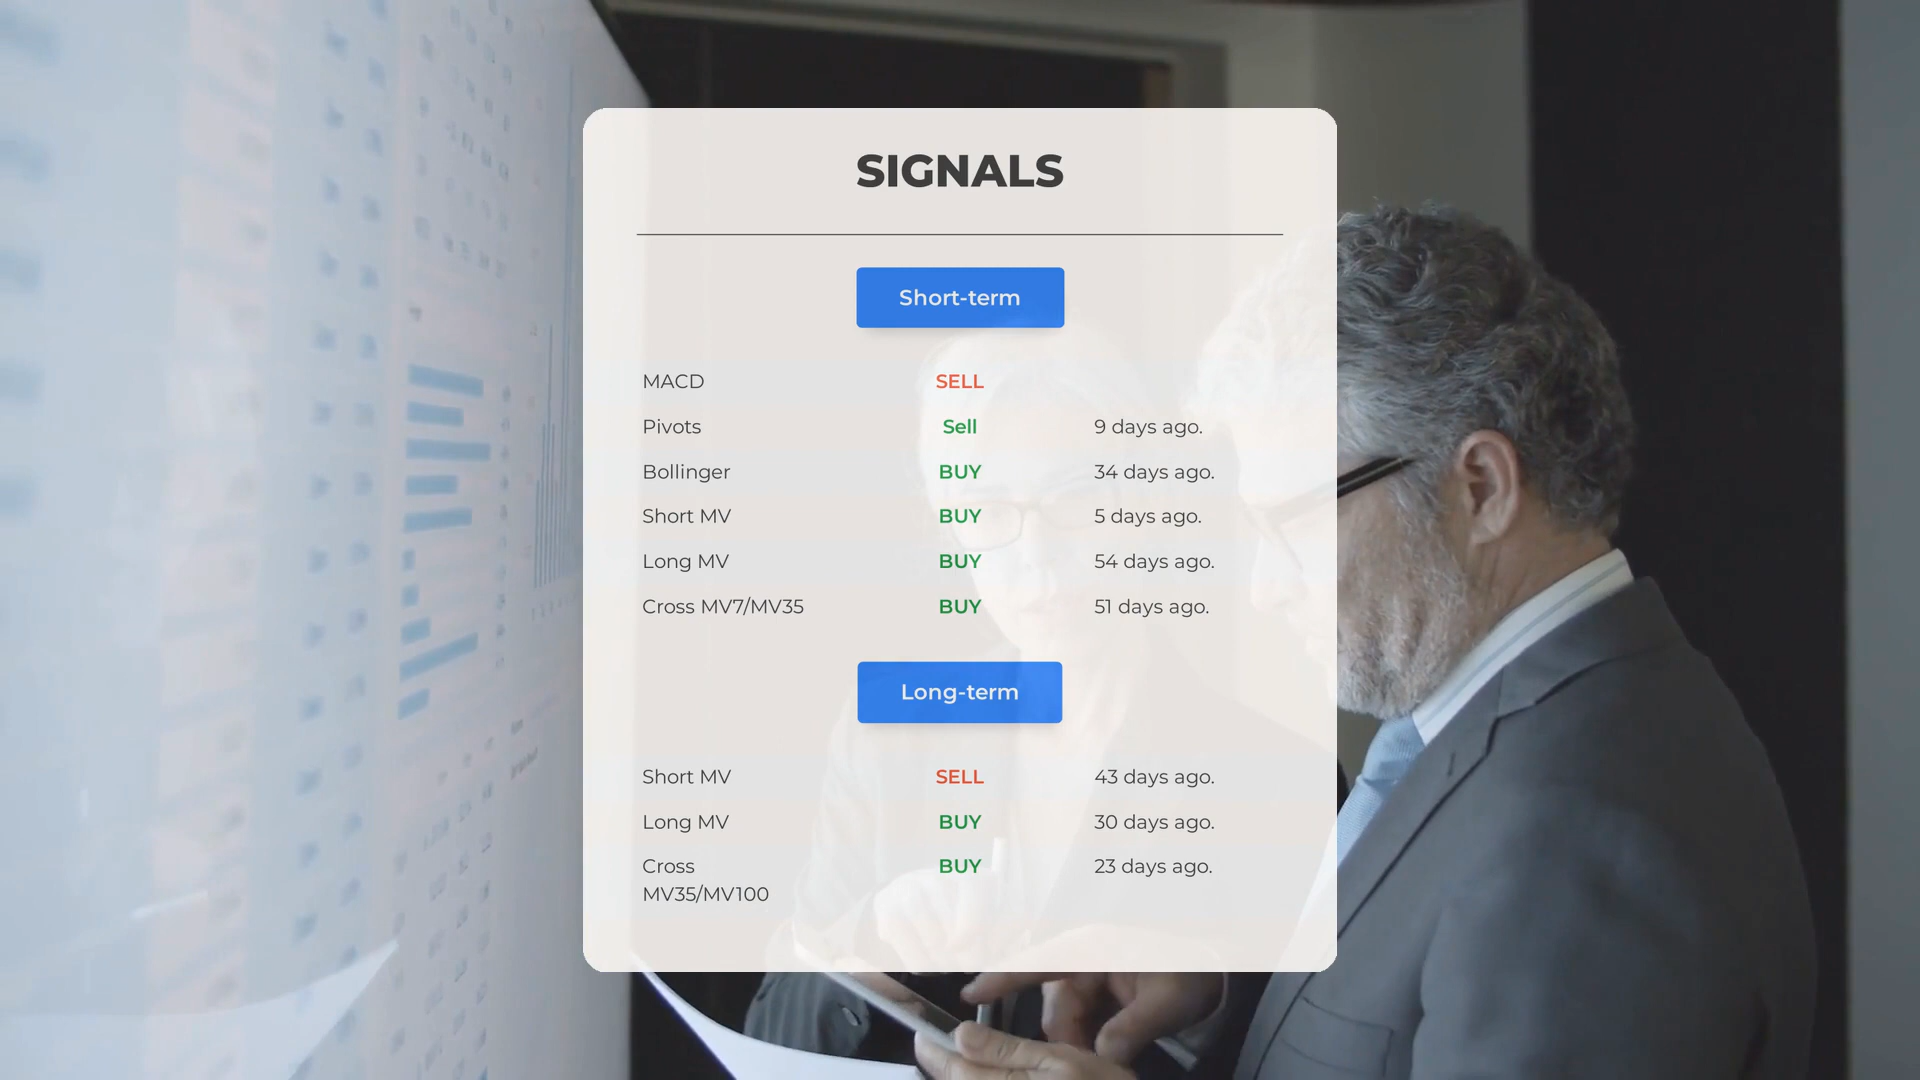 SIGNALS
Short-term
MACD SELL
Pivots Sell 9 days ago.
Bollinger BUY 34 days ago.
Short MV BUY 5 days ago.
Long MV BUY 54 days ago.
Cross MV7/MV35 BUY 51 days ago.
Long-term
Short MV SELL 43 days ago.
Long MV BUY 30 days ago.
Cross BUY 23 days ago.
MV35/MV100